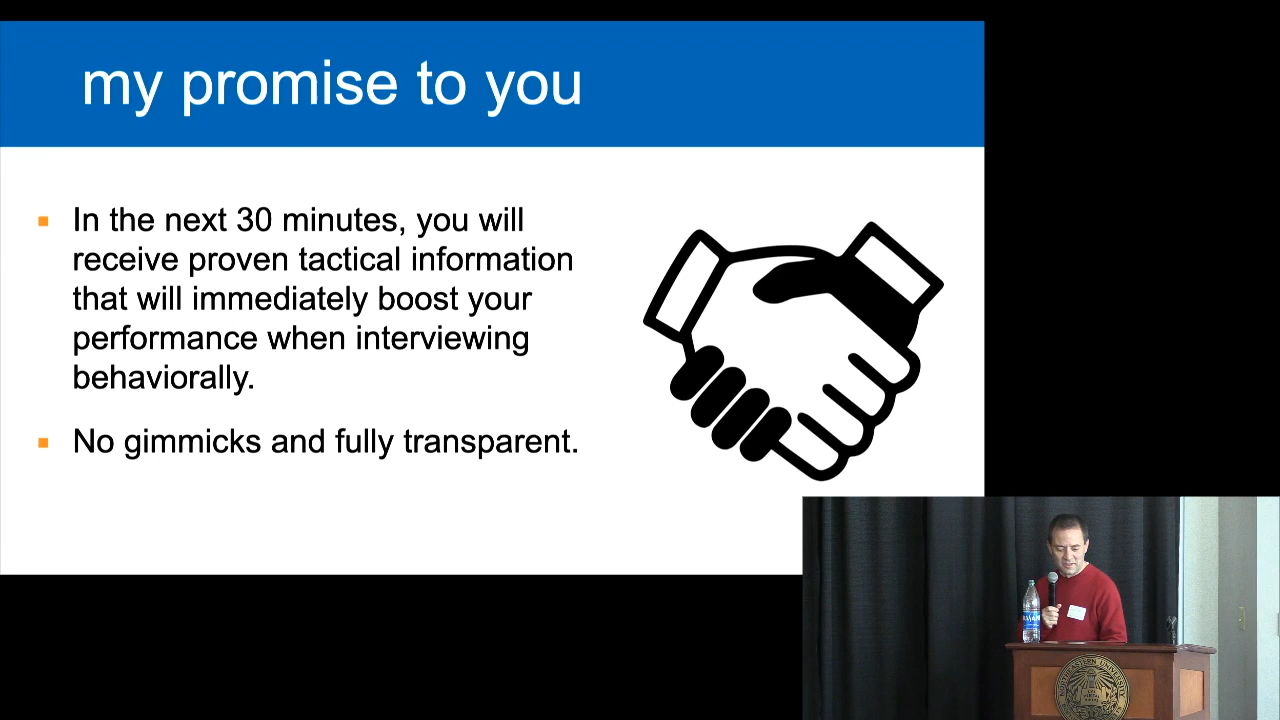 my promise to you
In the next 30 minutes, you will
receive proven tactical information
that will immediately boost your
performance when interviewing
behaviorally.
No gimmicks and fully transparent.